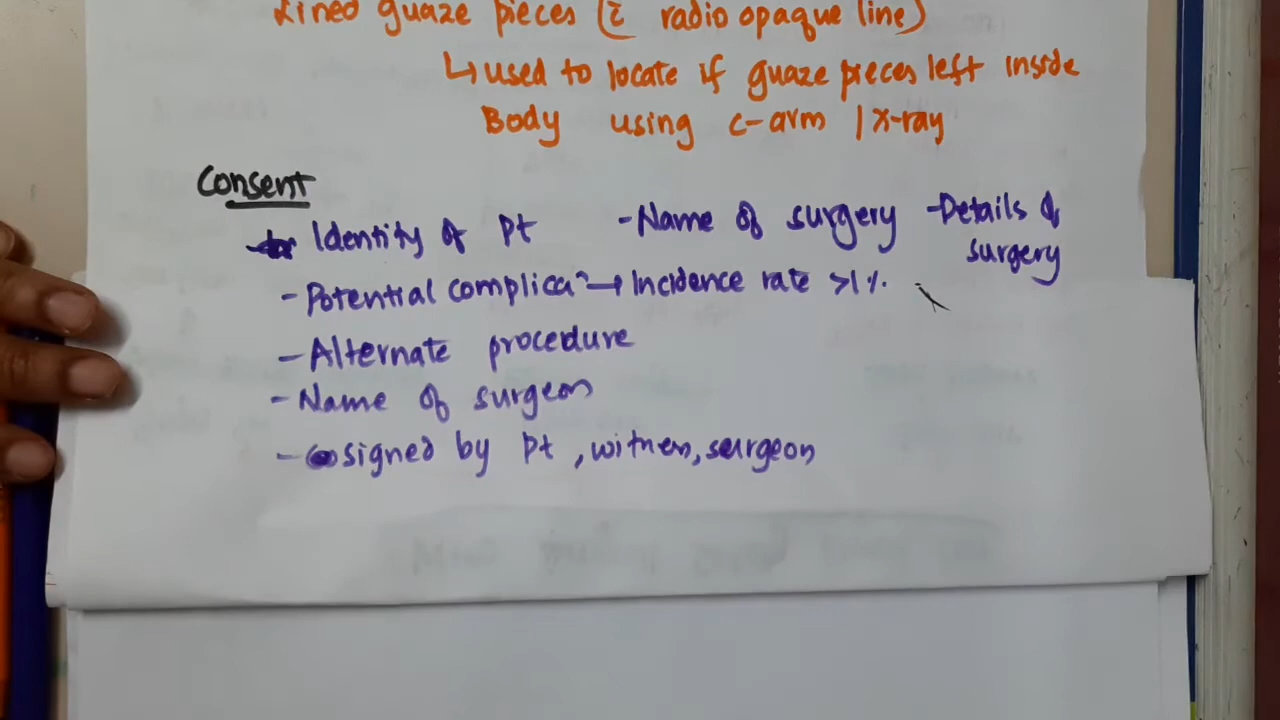 Lined guaze pieces (c̄ radio opaque line)
↳ used to locate if guaze pieces left inside
Body using c-arm / x-ray
Consent
Identity of Pt - Name of surgery - Details of
surgery
- Potential complica → Incidence rate >1%.
- Alternate procedure
- Name of surgeon
- signed by Pt, witness, surgeon